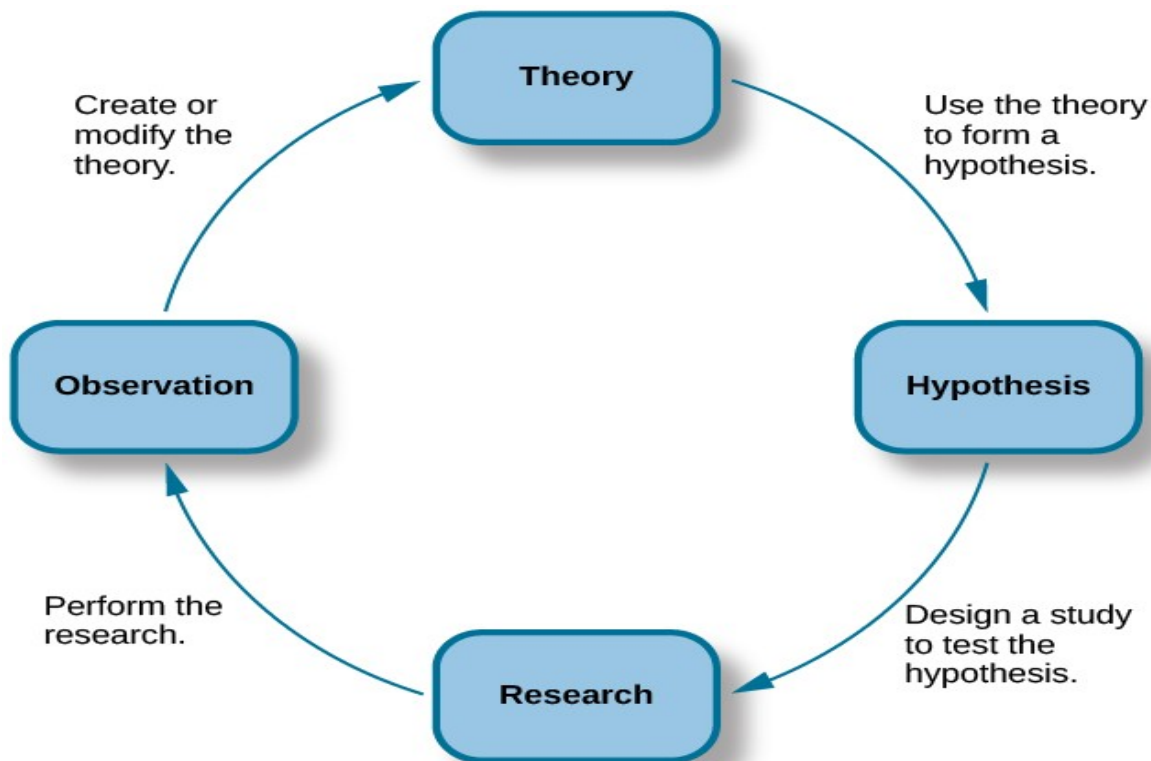 Theory
Create or
modify the
theory.
Use the theory
to form a
hypothesis.
Observation
Hypothesis
Perform the
research.
Design a study
to test the
hypothesis.
Research